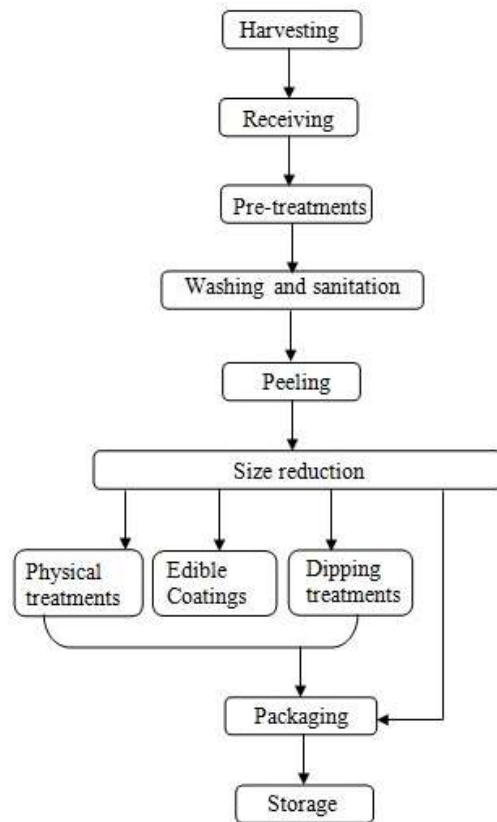 Harvesting
Receiving
Pre-treatments
Washing and sanitation
Peeling
Size reduction
Physical
treatments
Edible
Coatings
Dipping
treatments
Packaging
Storage